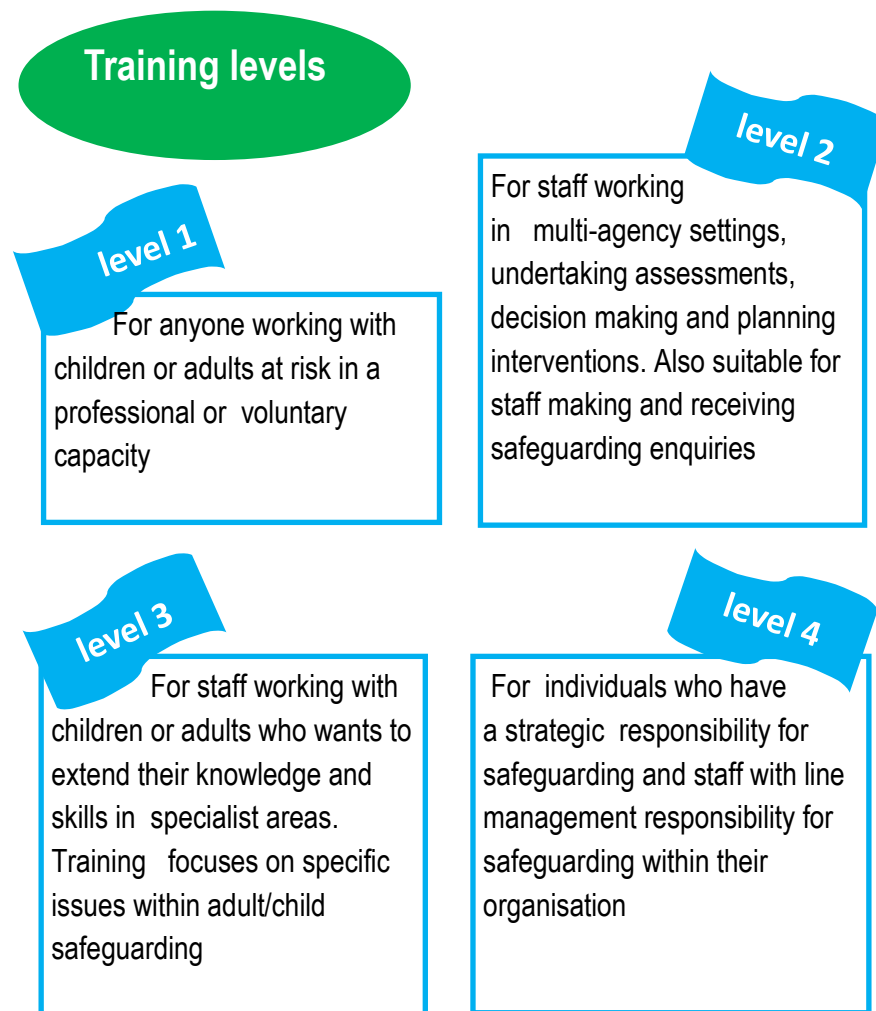 Training levels
level 1
For anyone working with
children or adults at risk in a
professional or voluntary
capacity
level 2
For staff working
in multi-agency settings,
undertaking assessments,
decision making and planning
interventions. Also suitable for
staff making and receiving
safeguarding enquiries
level 3
For staff working with
children or adults who wants to
extend their knowledge and
skills in specialist areas.
Training focuses on specific
issues within adult/child
safeguarding
level 4
For individuals who have
a strategic responsibility for
safeguarding and staff with line
management responsibility for
safeguarding within their
organisation